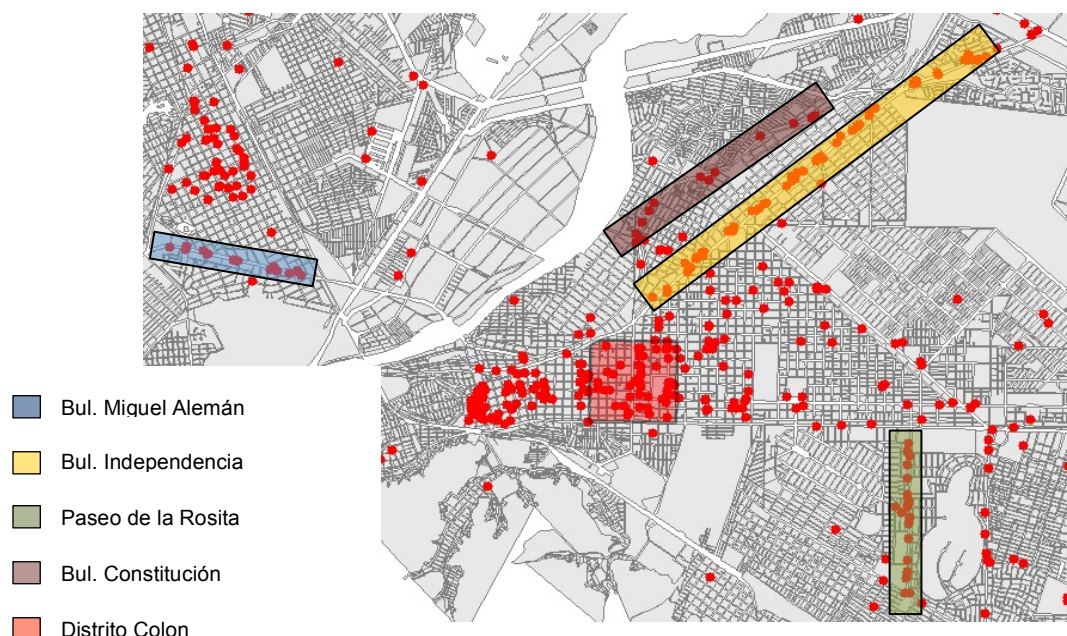 Bul. Miguel Alemán
Bul. Independencia
Paseo de la Rosita
Bul. Constitución
Distrito Colon